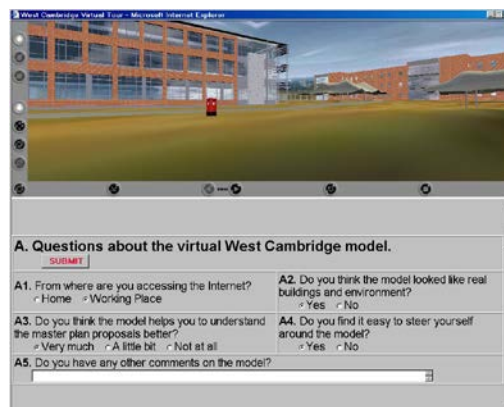 West Cambridge Virtual Tour - Microsoft Internet Explorer
A. Questions about the virtual West Cambridge model.
SUBMIT
A1. From where are you accessing the Internet?
Home Working Place
A2. Do you think the model looked like real
buildings and environment?
Yes No
A3. Do you think the model helps you to understand
the master plan proposals better?
Very much A little bit Not at all
A4. Do you find it easy to steer yourself
around the model?
Yes No
A5. Do you have any other comments on the model?